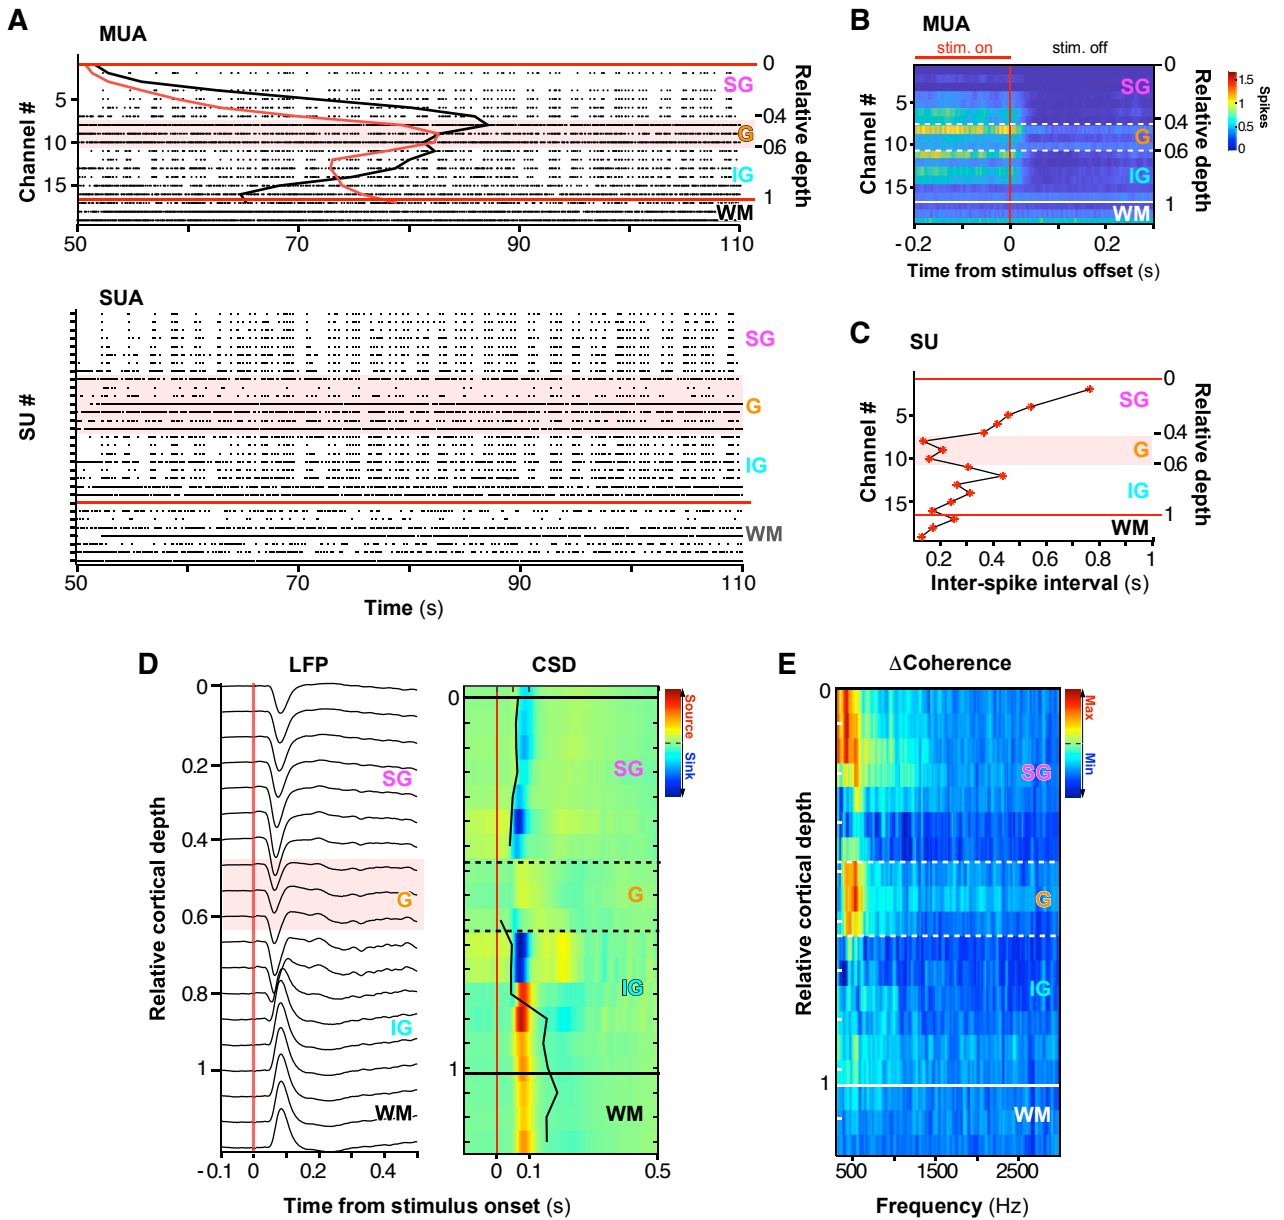 A
MUA
Channel #
5
10
15
SG
G
IG
WM
0
0.4
0.6
1
Relative depth
50
70
90
110
SUA
SU #
SG
G
IG
WM
50
70
90
110
Time (s)
B
MUA
stim. on
stim. off
Channel #
5
10
15
SG
G
IG
WM
0
0.4
0.6
1
Relative depth
1.5
1
0.5
0
Spikes
-0.2
0
0.2
Time from stimulus offset (s)
C
SU
Channel #
5
10
15
SG
G
IG
WM
0
0.4
0.6
1
Relative depth
0.2
0.4
0.6
0.8
1
Inter-spike interval (s)
D
LFP
Relative cortical depth
0
0.2
0.4
0.6
0.8
1
SG
G
IG
WM
-0.1
0
0.2
0.4
CSD
0
1
SG
G
IG
WM
Source
Sink
0
0.1
0.5
Time from stimulus onset (s)
E
ΔCoherence
Relative cortical depth
0
1
SG
G
IG
WM
Max
Min
500
1500
2500
Frequency (Hz)